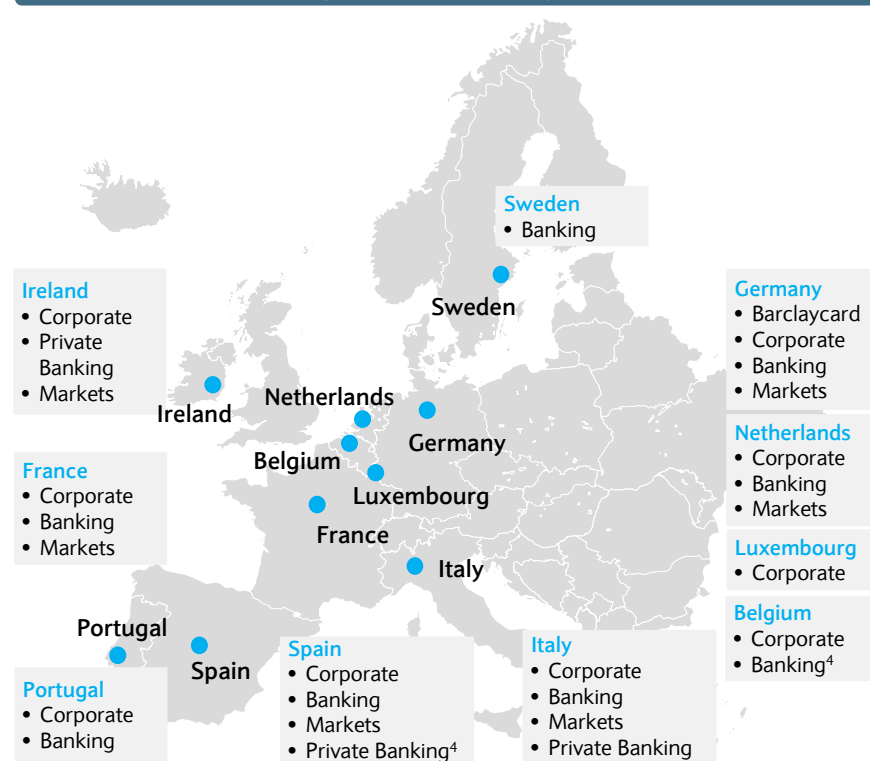 Sweden
• Banking
Sweden
Ireland
• Corporate
• Private
Banking
• Markets
Ireland
Germany
• Barclaycard
• Corporate
• Banking
• Markets
Netherlands
Germany
Belgium
Luxembourg
France
Italy
Netherlands
• Corporate
• Banking
• Markets
France
• Corporate
• Banking
• Markets
Luxembourg
• Corporate
Belgium
• Corporate
• Banking⁴
Portugal
Spain
Portugal
• Corporate
• Banking
Spain
• Corporate
• Banking
• Markets
• Private Banking⁴
Italy
• Corporate
• Banking
• Markets
• Private Banking